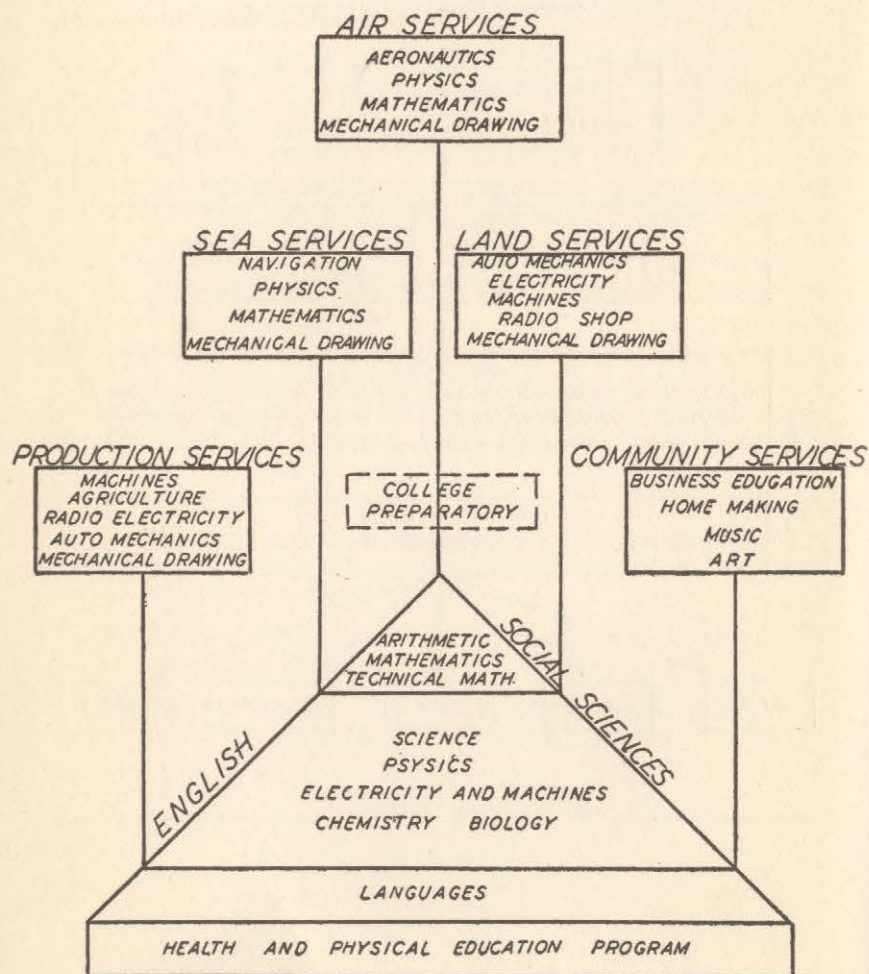 AIR SERVICES
AERONAUTICS
PHYSICS
MATHEMATICS
MECHANICAL DRAWING
SEA SERVICES
NAVIGATION
PHYSICS
MATHEMATICS
MECHANICAL DRAWING
LAND SERVICES
AUTO MECHANICS
ELECTRICITY
MACHINES
RADIO SHOP
MECHANICAL DRAWING
PRODUCTION SERVICES
MACHINES
AGRICULTURE
RADIO ELECTRICITY
AUTO MECHANICS
MECHANICAL DRAWING
COLLEGE
PREPARATORY
COMMUNITY SERVICES
BUSINESS EDUGATION
HOME MAKING
MUSIC
ART
ARITHMETIC
MATHEMATICS
TECHNICAL MATH.
ENGLISH
SOCIAL SCIENCES
SCIENCE
PSYSICS
ELECTRICITY AND MACHINES
CHEMISTRY BIOLOGY
LANGUAGES
HEALTH AND PHYSICAL EDUCATION PROGRAM